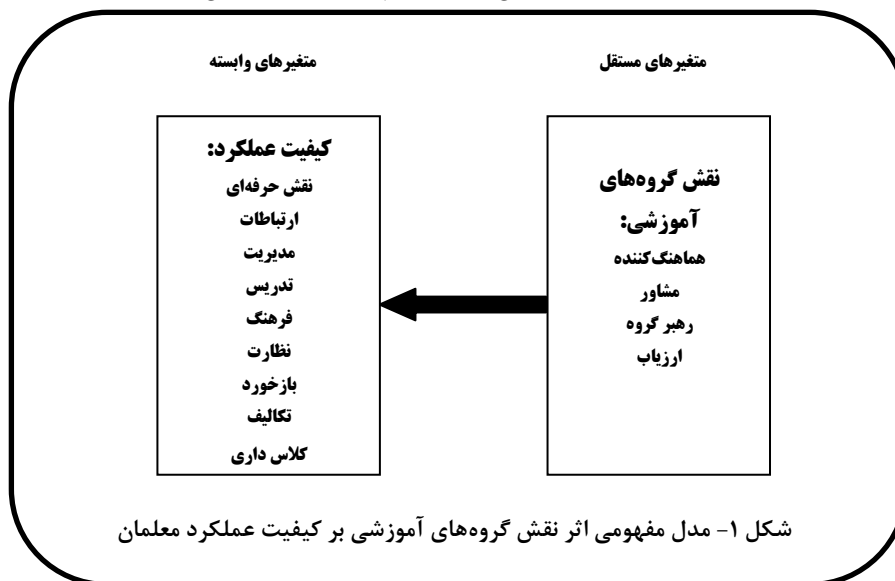 متغیرهای مستقل
متغیرهای وابسته
نقش گروه‌های
آموزشی:
هماهنگ‌کننده
مشاور
رهبر گروه
ارزیاب
کیفیت عملکرد:
نقش حرفه‌ای
ارتباطات
مدیریت
تدریس
فرهنگ
نظارت
بازخورد
تکالیف
کلاس داری
شکل ۱- مدل مفهومی اثر نقش گروه‌های آموزشی بر کیفیت عملکرد معلمان